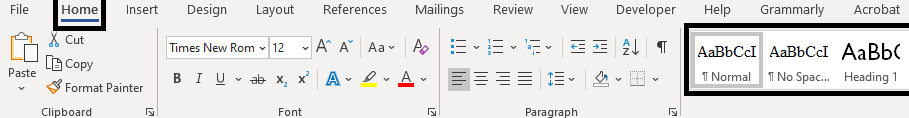 File Home Insert Design Layout References Mailings Review View Developer Help Grammarly Acrobat
Paste
Cut
Copy
Format Painter
Clipboard
Times New Rom 12 A A Aa A
B I U ab x₂ x² A A
Font
A Z ¶
Paragraph
AaBbCcI AaBbCcI AaBbC
¶ Normal ¶ No Spac... Heading 1